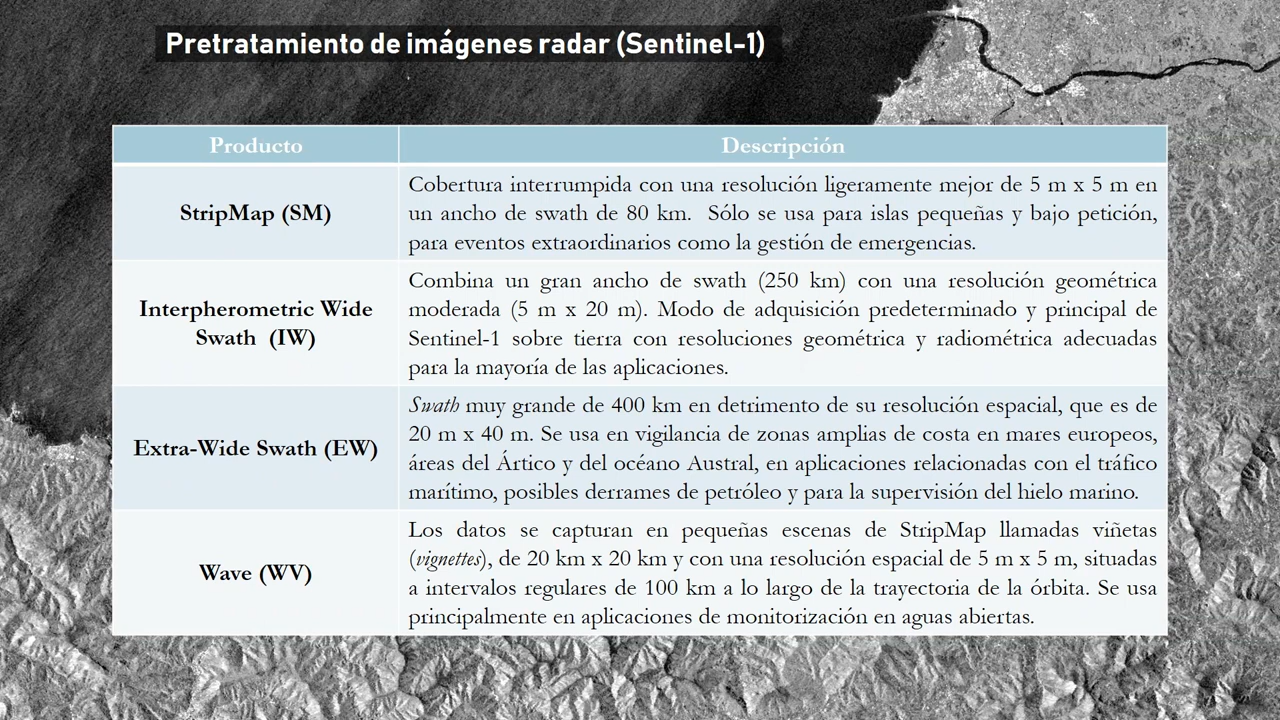 Pretratamiento de imágenes radar (Sentinel-1)
Producto
Descripción
StripMap (SM)
Cobertura interrumpida con una resolución ligeramente mejor de 5 m x 5 m en
un ancho de swath de 80 km. Sólo se usa para islas pequeñas y bajo petición,
para eventos extraordinarios como la gestión de emergencias.
Interpherometric Wide
Swath (IW)
Combina un gran ancho de swath (250 km) con una resolución geométrica
moderada (5 m x 20 m). Modo de adquisición predeterminado y principal de
Sentinel-1 sobre tierra con resoluciones geométrica y radiométrica adecuadas
para la mayoría de las aplicaciones.
Extra-Wide Swath (EW)
Swath muy grande de 400 km en detrimento de su resolución espacial, que es de
20 m x 40 m. Se usa en vigilancia de zonas amplias de costa en mares europeos,
áreas del Ártico y del océano Austral, en aplicaciones relacionadas con el tráfico
marítimo, posibles derrames de petróleo y para la supervisión del hielo marino.
Wave (WV)
Los datos se capturan en pequeñas escenas de StripMap llamadas viñetas
(vignettes), de 20 km x 20 km y con una resolución espacial de 5 m x 5 m, situadas
a intervalos regulares de 100 km a lo largo de la trayectoria de la órbita. Se usa
principalmente en aplicaciones de monitorización en aguas abiertas.